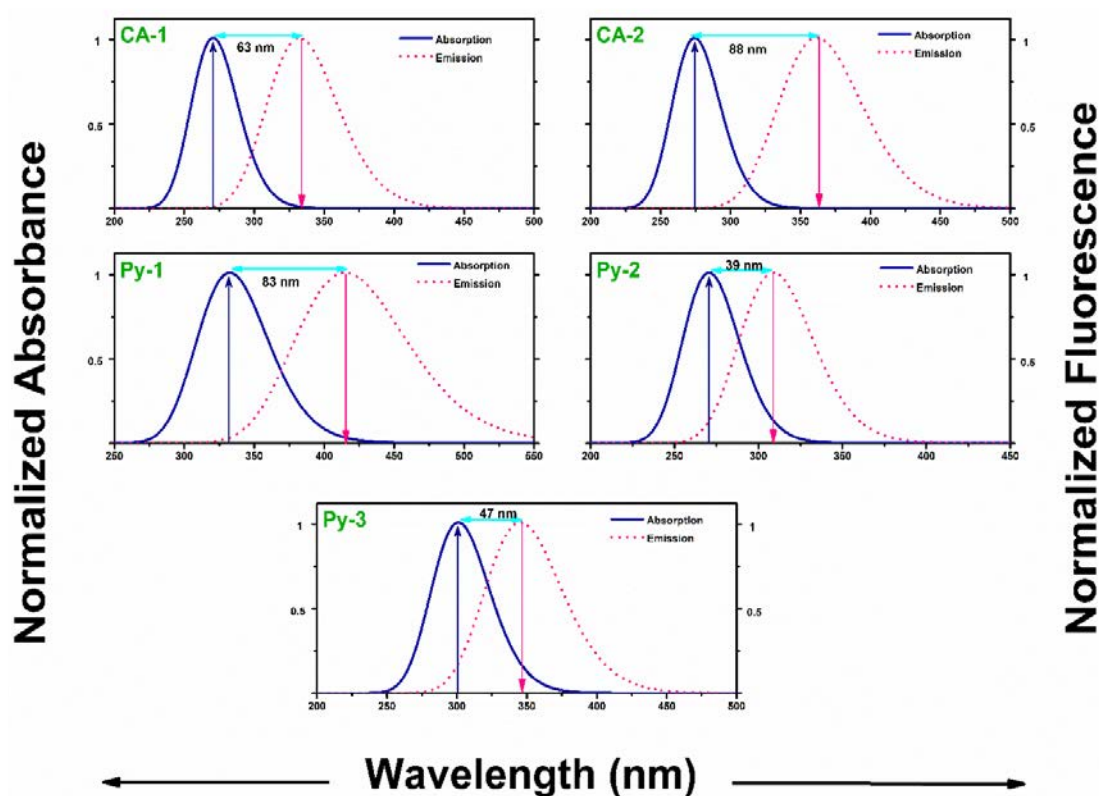 Normalized Absorbance
Normalized Fluorescence
CA-1
63 nm
Absorption
Emission
1
0.5
200 250 300 350 400 450 500
CA-2
88 nm
Absorption
Emission
1
0.5
200 250 300 350 400 450 500
Py-1
83 nm
Absorption
Emission
1
0.5
250 300 350 400 450 500 550
Py-2
39 nm
Absorption
Emission
1
0.5
200 250 300 350 400 450
Py-3
47 nm
Absorption
Emission
1
1
0.5
0.5
200 250 300 350 400 450 500
Wavelength (nm)